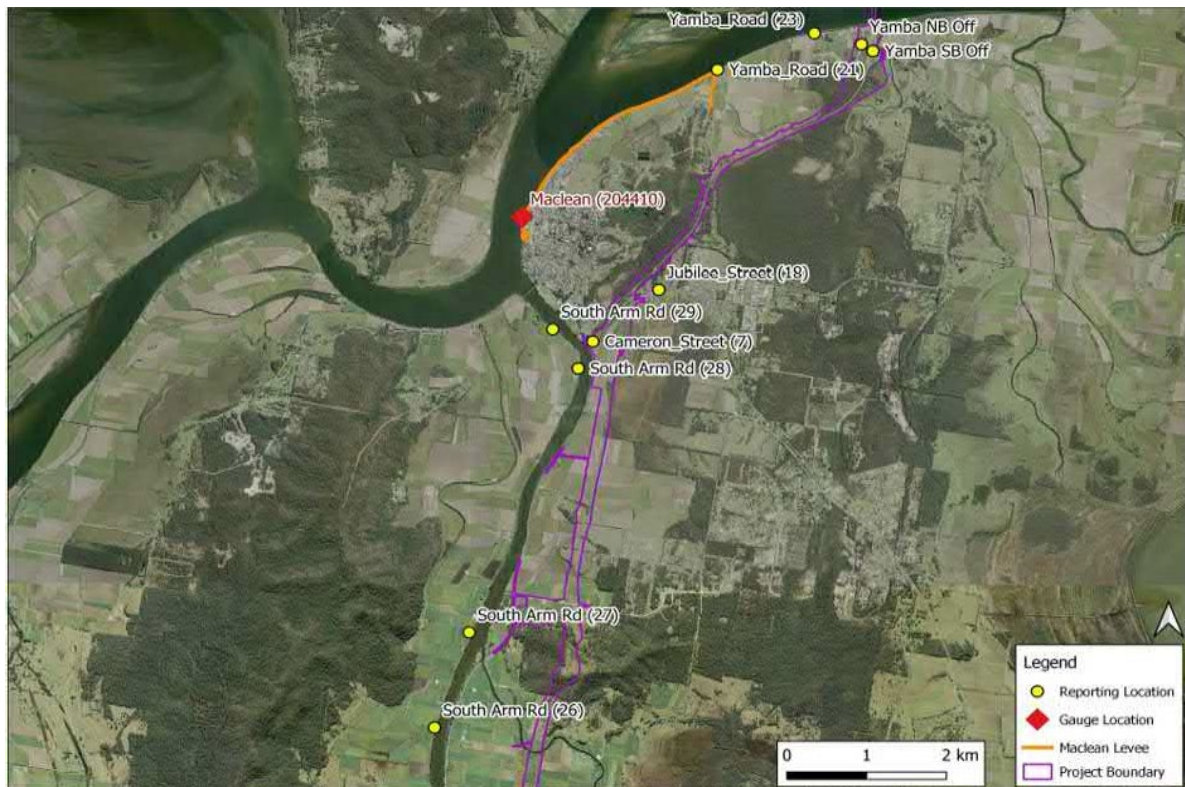 Yamba_Road (23)
Yamba NB Off
Yamba SB Off
Yamba_Road (21)
Maclean (204410)
Jubilee_Street (18)
South Arm Rd (29)
Cameron_Street (7)
South Arm Rd (28)
South Arm Rd (27)
South Arm Rd (26)
Legend
Reporting Location
Gauge Location
Maclean Levee
Project Boundary
0 1 2 km